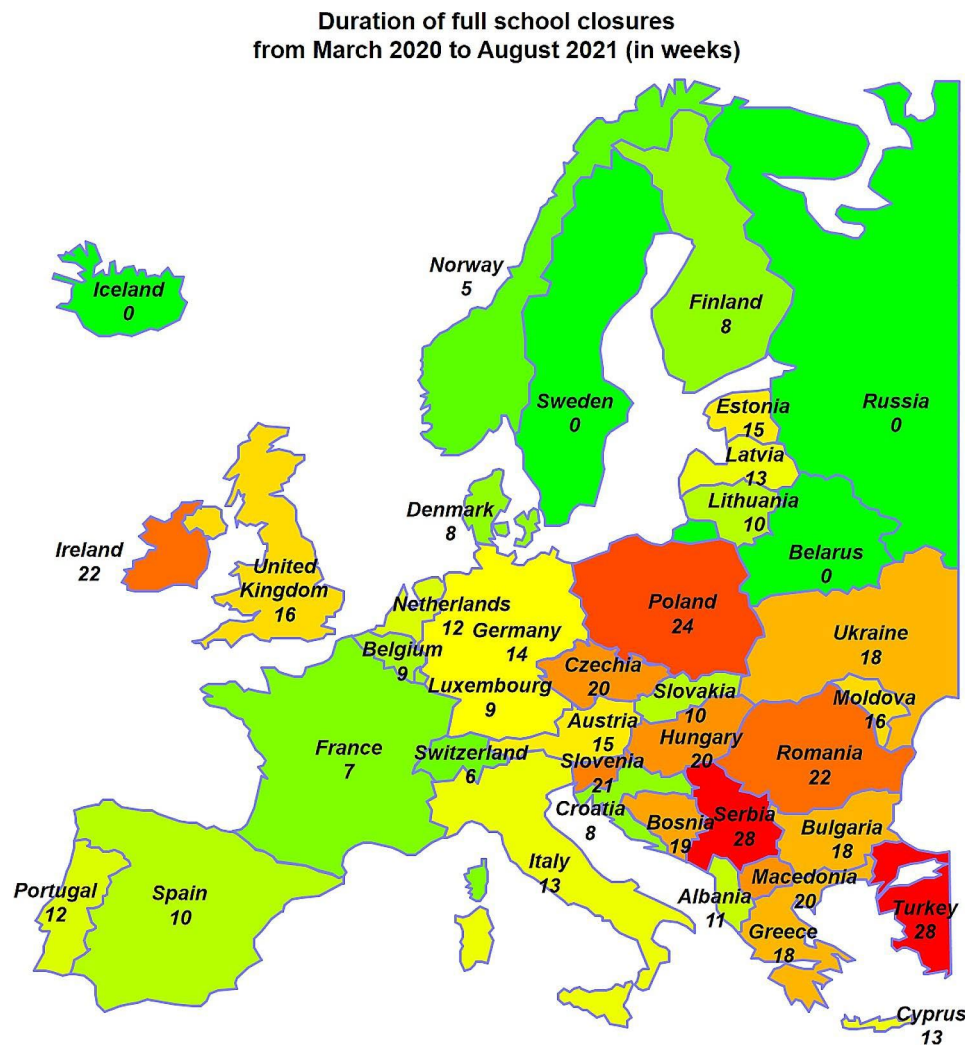 Duration of full school closures
from March 2020 to August 2021 (in weeks)
Norway
5
Iceland
0
Finland
8
Sweden
0
Russia
0
Estonia
15
Latvia
13
Lithuania
10
Denmark
8
Ireland
22
Belarus
0
United
Kingdom
16
Netherlands
12
Poland
24
Germany
14
Ukraine
18
Belgium
9
Czechia
20
Luxembourg
9
Slovakia
10
Moldova
16
Austria
15
Hungary
20
France
7
Switzerland
6
Romania
22
Slovenia
21
Croatia
8
Bosnia
19
Serbia
28
Bulgaria
18
Italy
13
Portugal
12
Spain
10
Albania
11
Macedonia
20
Turkey
28
Greece
18
Cyprus
13